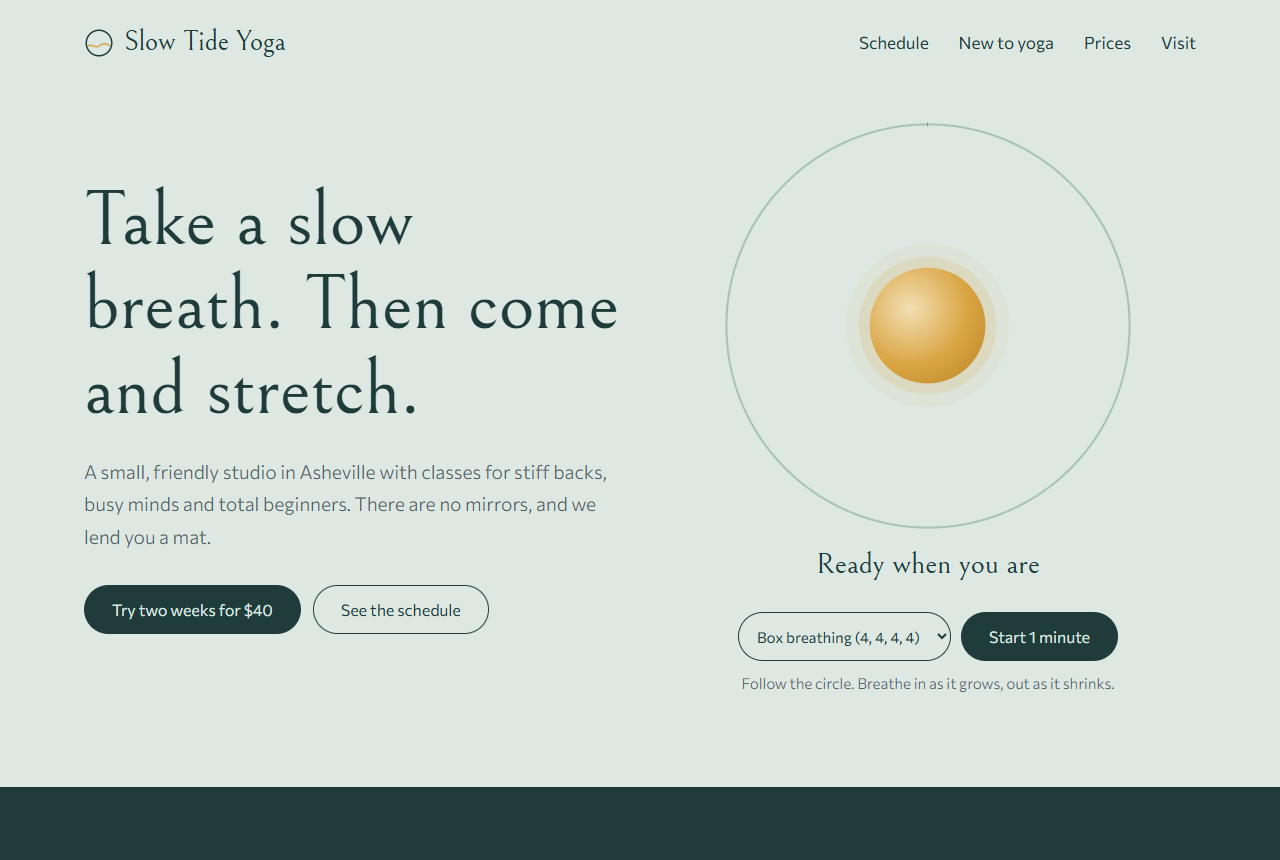 Slow Tide Yoga
Schedule New to yoga Prices Visit
Take a slow
breath. Then come
and stretch.
A small, friendly studio in Asheville with classes for stiff backs,
busy minds and total beginners. There are no mirrors, and we
lend you a mat.
Try two weeks for $40
See the schedule
Ready when you are
Box breathing (4, 4, 4, 4)
Start 1 minute
Follow the circle. Breathe in as it grows, out as it shrinks.